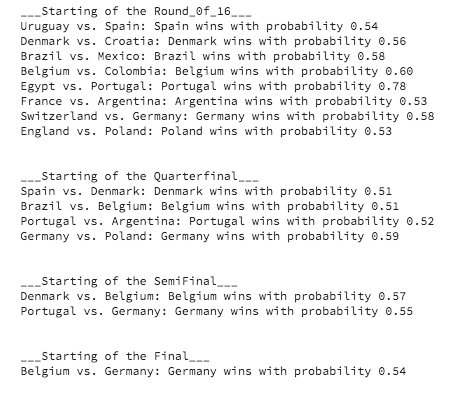 ___Starting of the Round_0f_16___
Uruguay vs. Spain: Spain wins with probability 0.54
Denmark vs. Croatia: Denmark wins with probability 0.56
Brazil vs. Mexico: Brazil wins with probability 0.58
Belgium vs. Colombia: Belgium wins with probability 0.60
Egypt vs. Portugal: Portugal wins with probability 0.78
France vs. Argentina: Argentina wins with probability 0.53
Switzerland vs. Germany: Germany wins with probability 0.58
England vs. Poland: Poland wins with probability 0.53
___Starting of the Quarterfinal___
Spain vs. Denmark: Denmark wins with probability 0.51
Brazil vs. Belgium: Belgium wins with probability 0.51
Portugal vs. Argentina: Portugal wins with probability 0.52
Germany vs. Poland: Germany wins with probability 0.59
___Starting of the SemiFinal___
Denmark vs. Belgium: Belgium wins with probability 0.57
Portugal vs. Germany: Germany wins with probability 0.55
___Starting of the Final___
Belgium vs. Germany: Germany wins with probability 0.54